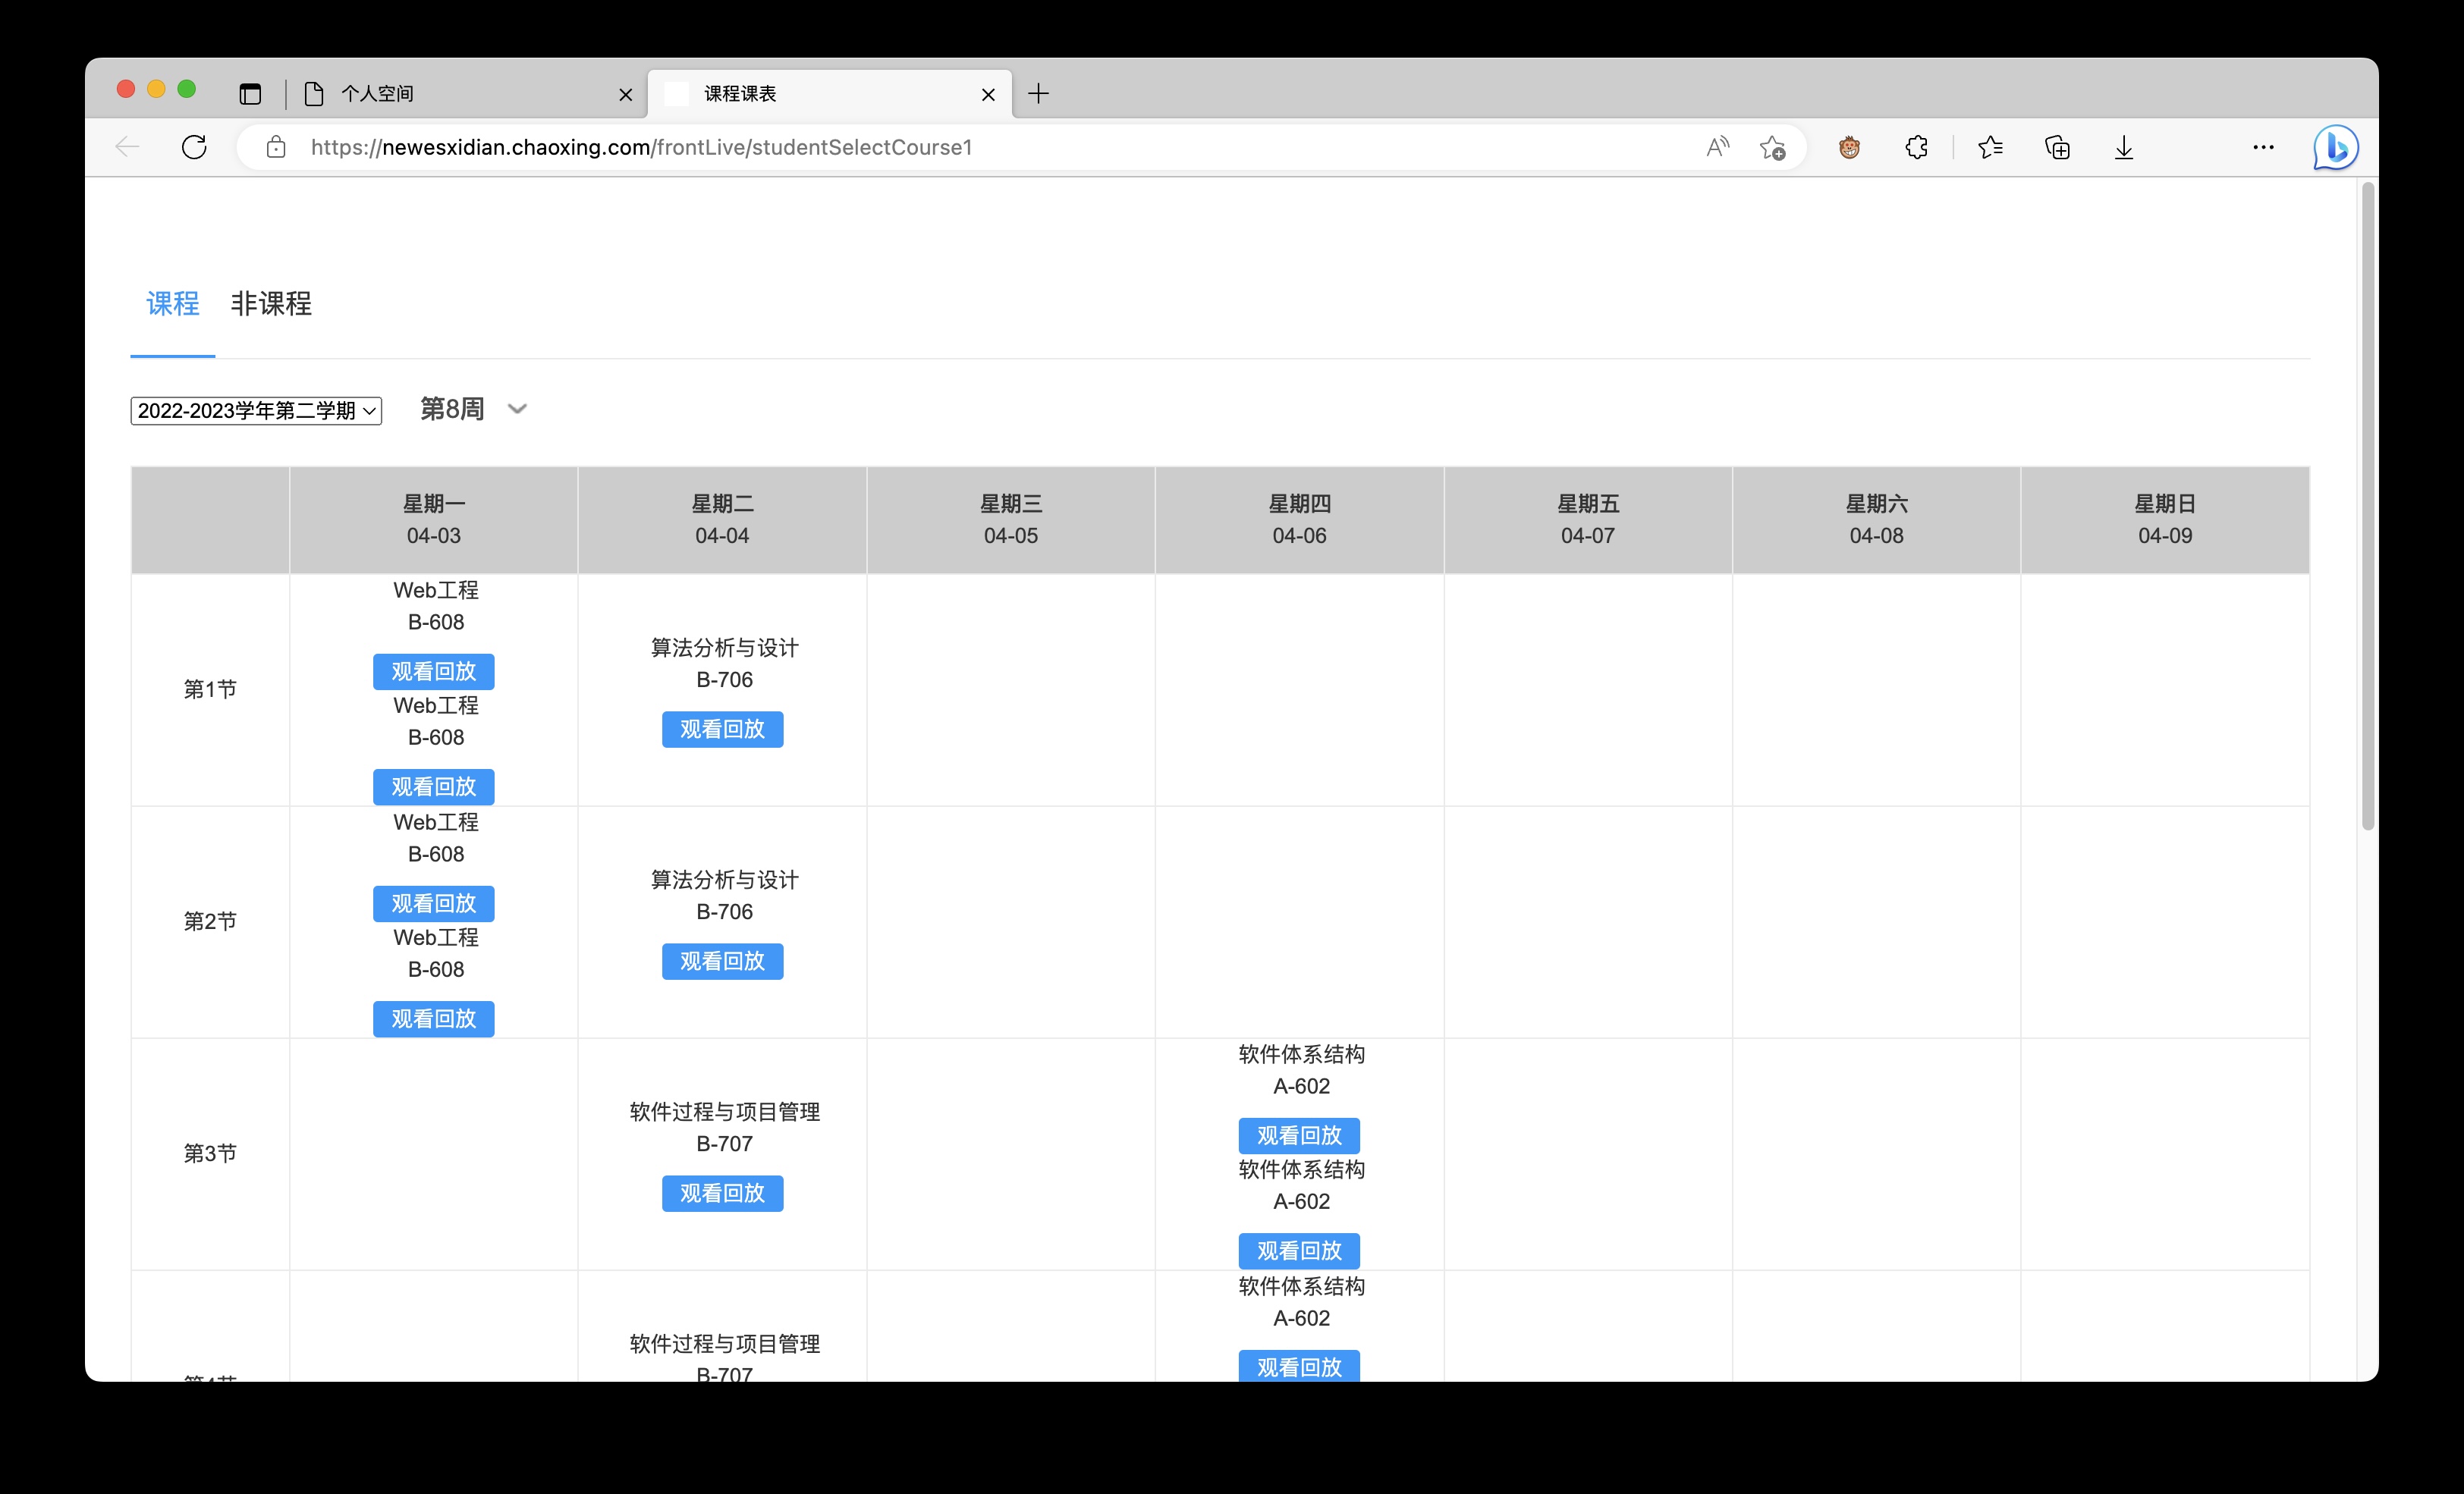 个人空间
课程课表
https://newesxidian.chaoxing.com/frontLive/studentSelectCourse1
课程 非课程
2022-2023学年第二学期 第8周
星期一 星期二 星期三 星期四 星期五 星期六 星期日
04-03 04-04 04-05 04-06 04-07 04-08 04-09
第1节
Web工程
B-608
观看回放
Web工程
B-608
观看回放
算法分析与设计
B-706
观看回放
第2节
Web工程
B-608
观看回放
Web工程
B-608
观看回放
算法分析与设计
B-706
观看回放
第3节
软件过程与项目管理
B-707
观看回放
软件体系结构
A-602
观看回放
软件体系结构
A-602
观看回放
软件过程与项目管理
B-707
软件体系结构
A-602
观看回放